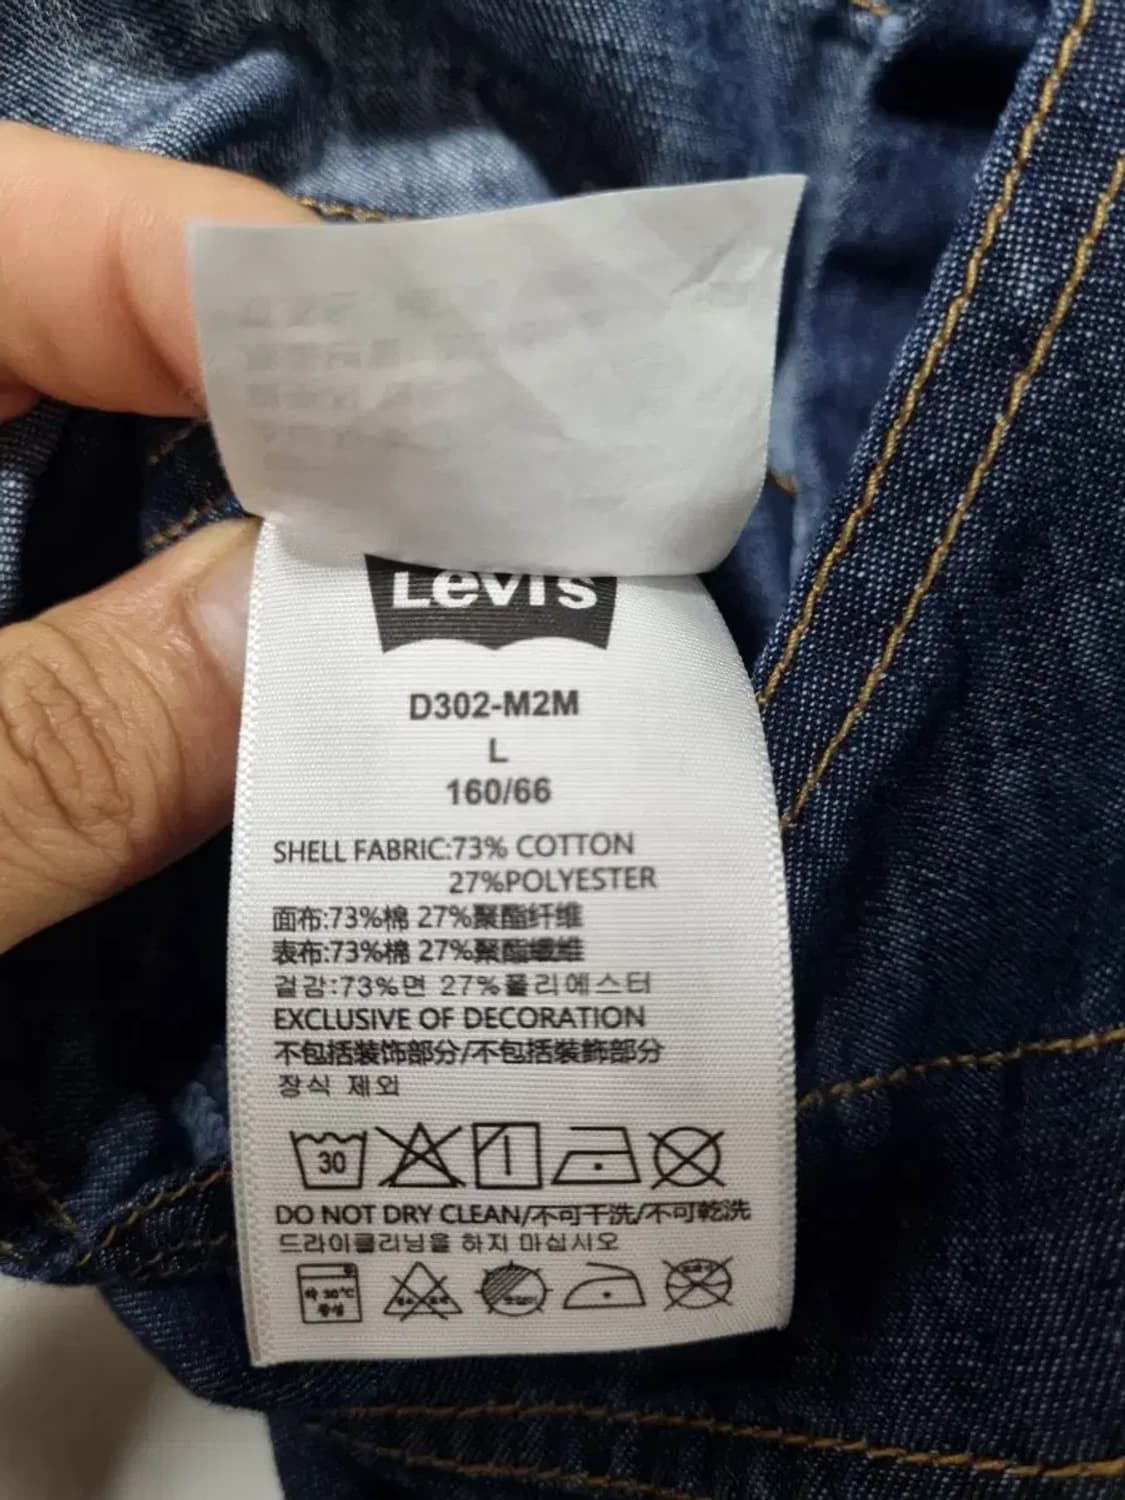 Levi's
D302-M2M
L
160/66
SHELL FABRIC:73% COTTON
27%POLYESTER
面布:73%棉 27%聚酯纤维
表布:73%棉 27%聚酯纖維
겉감:73%면 27%폴리에스터
EXCLUSIVE OF DECORATION
不包括装饰部分/不包括裝飾部分
장식 제외
30
DO NOT DRY CLEAN/不可干洗/不可乾洗
드라이클리닝을 하지 마십시오
약 30°C
중성